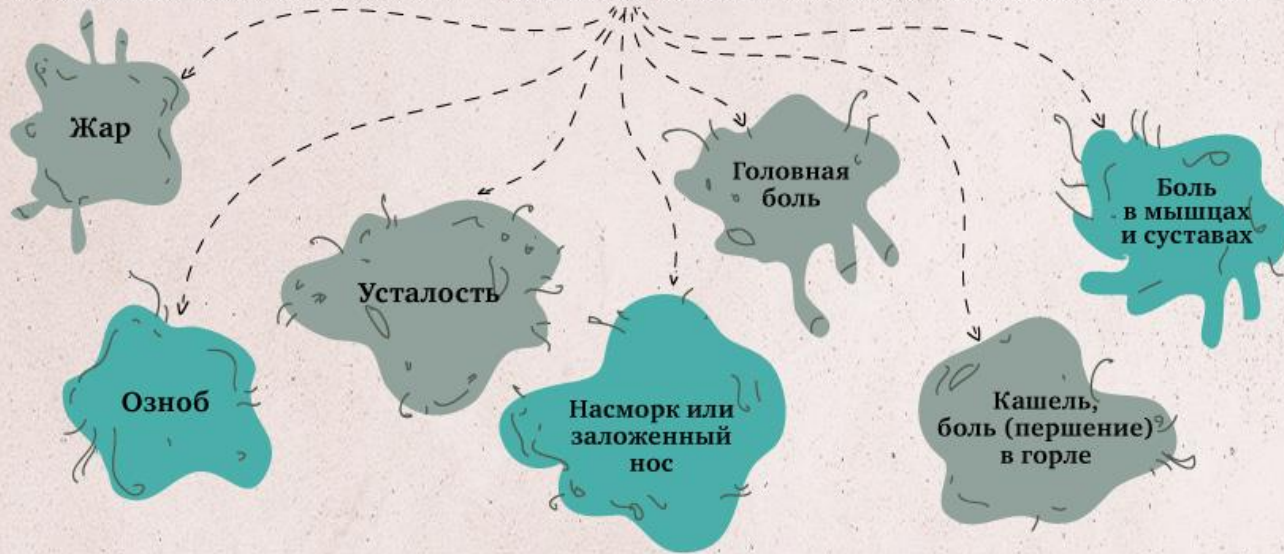 Жар
Головная
боль
Боль
в мышцах
и суставах
Усталость
Озноб
Насморк или
заложенный
нос
Кашель,
боль (першение)
в горле